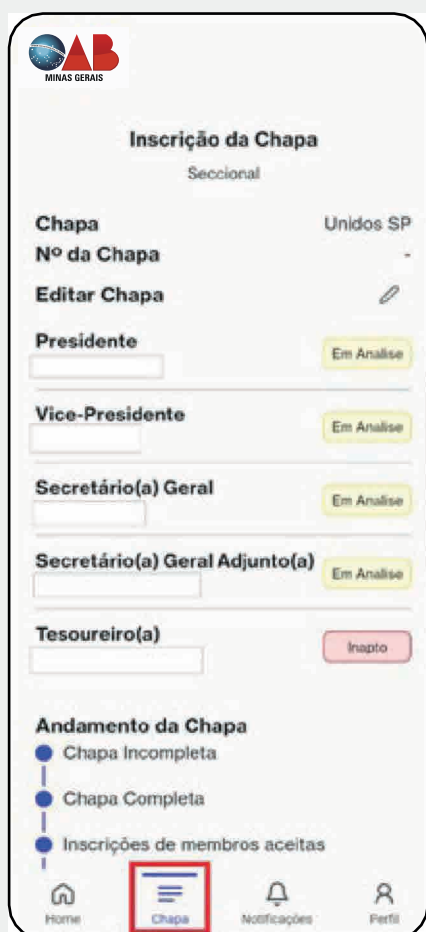 OAB
MINAS GERAIS
Inscrição da Chapa
Seccional
Chapa Unidos SP
Nº da Chapa -
Editar Chapa
Presidente
Em Analise
Vice-Presidente
Em Analise
Secretário(a) Geral
Em Analise
Secretário(a) Geral Adjunto(a)
Em Analise
Tesoureiro(a)
Inapto
Andamento da Chapa
Chapa Incompleta
Chapa Completa
Inscrições de membros aceitas
Home Chapa Notificações Perfil